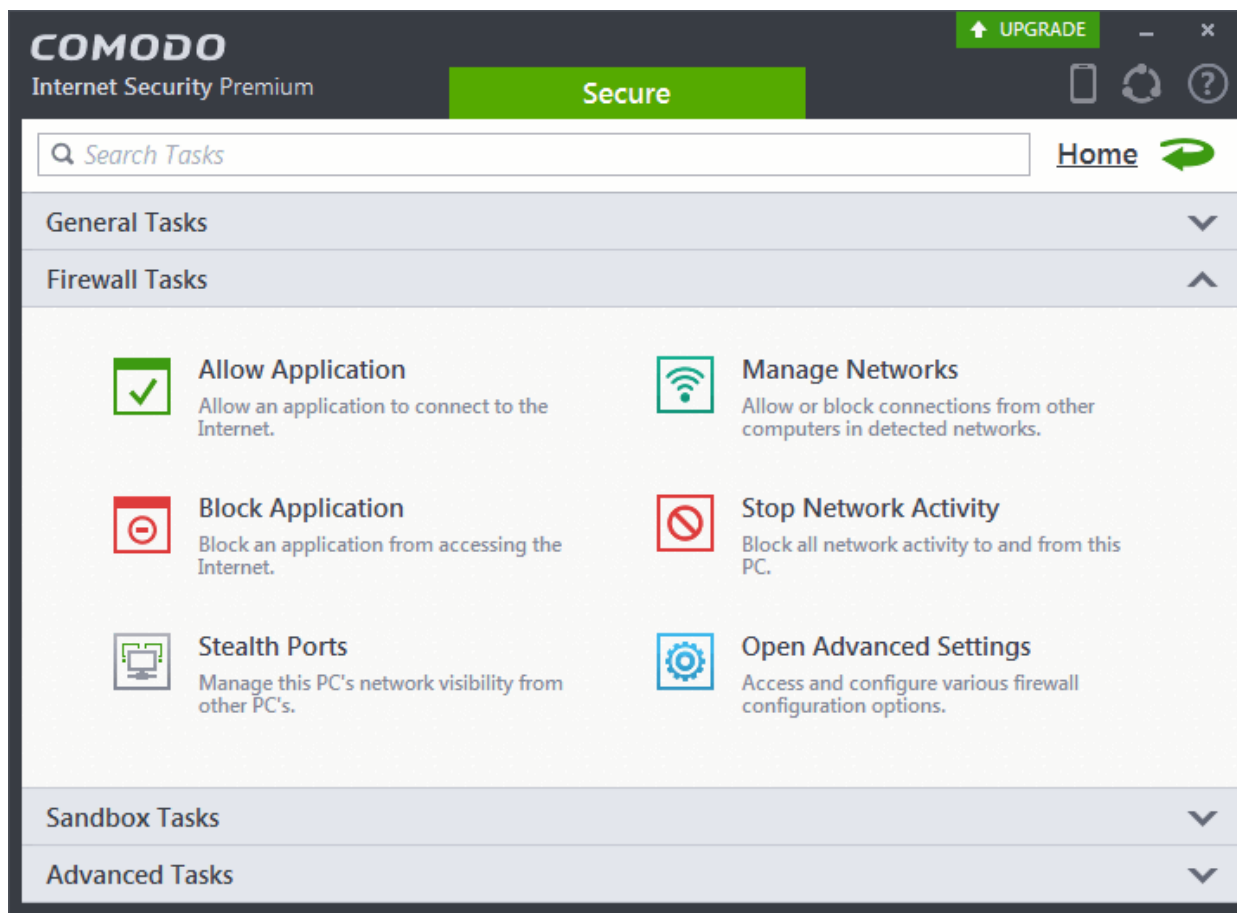 COMODO
Internet Security Premium
UPGRADE
Secure
Search Tasks
Home
General Tasks
Firewall Tasks
Allow Application
Allow an application to connect to the
Internet.
Manage Networks
Allow or block connections from other
computers in detected networks.
Block Application
Block an application from accessing the
Internet.
Stop Network Activity
Block all network activity to and from this
PC.
Stealth Ports
Manage this PC's network visibility from
other PC's.
Open Advanced Settings
Access and configure various firewall
configuration options.
Sandbox Tasks
Advanced Tasks